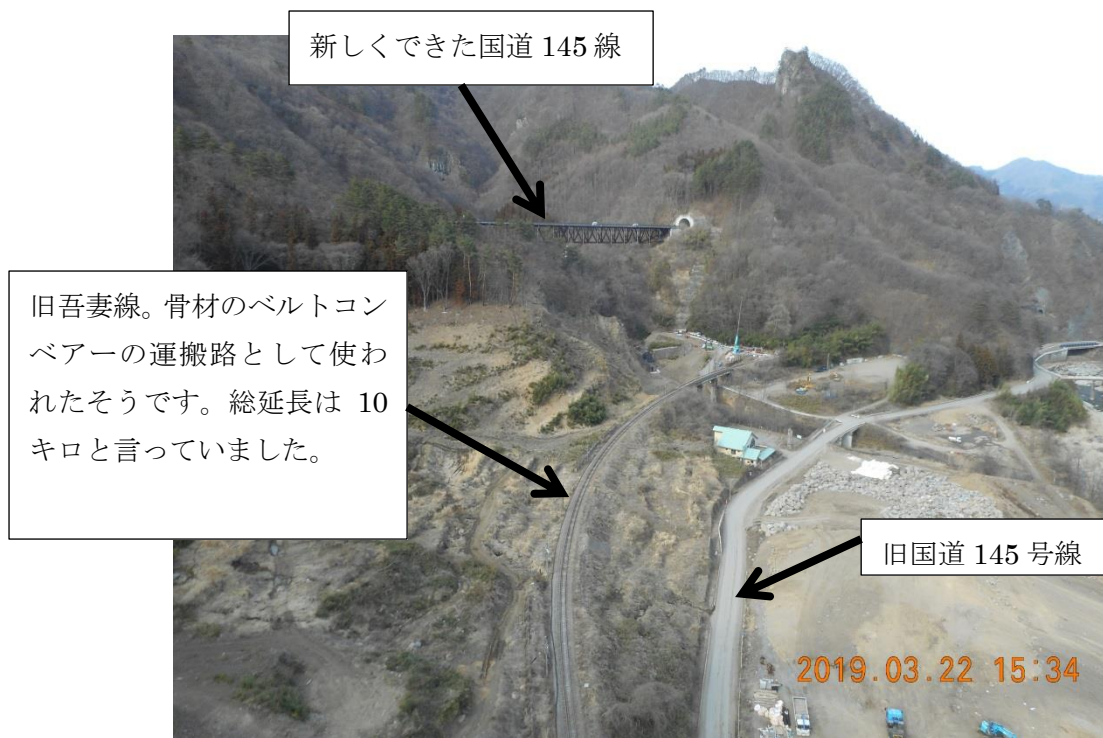 新しくできた国道 145 線
旧吾妻線。骨材のベルトコン
ベアーの運搬路として使わ
れたそうです。総延長は 10
キロと言っていました。
旧国道 145 号線
2019.03.22 15:34